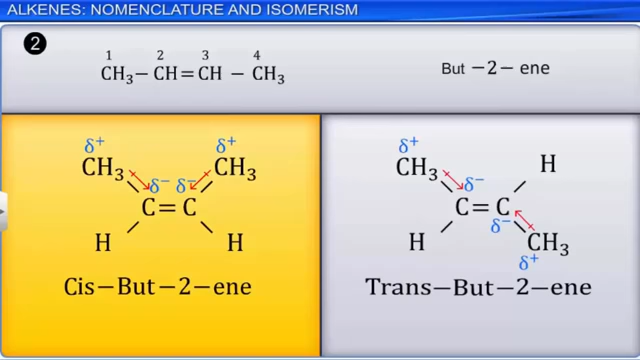 ALKENES: NOMENCLATURE AND ISOMERISM
2
1 2 3 4
CH₃ – CH = CH – CH₃
But – 2 – ene
δ⁺ δ⁺
CH₃ CH₃
δ⁻ δ⁻
C = C
H H
Cis – But – 2 – ene
δ⁺
CH₃ H
δ⁻
C = C
δ⁻
H CH₃
δ⁺
Trans – But – 2 – ene